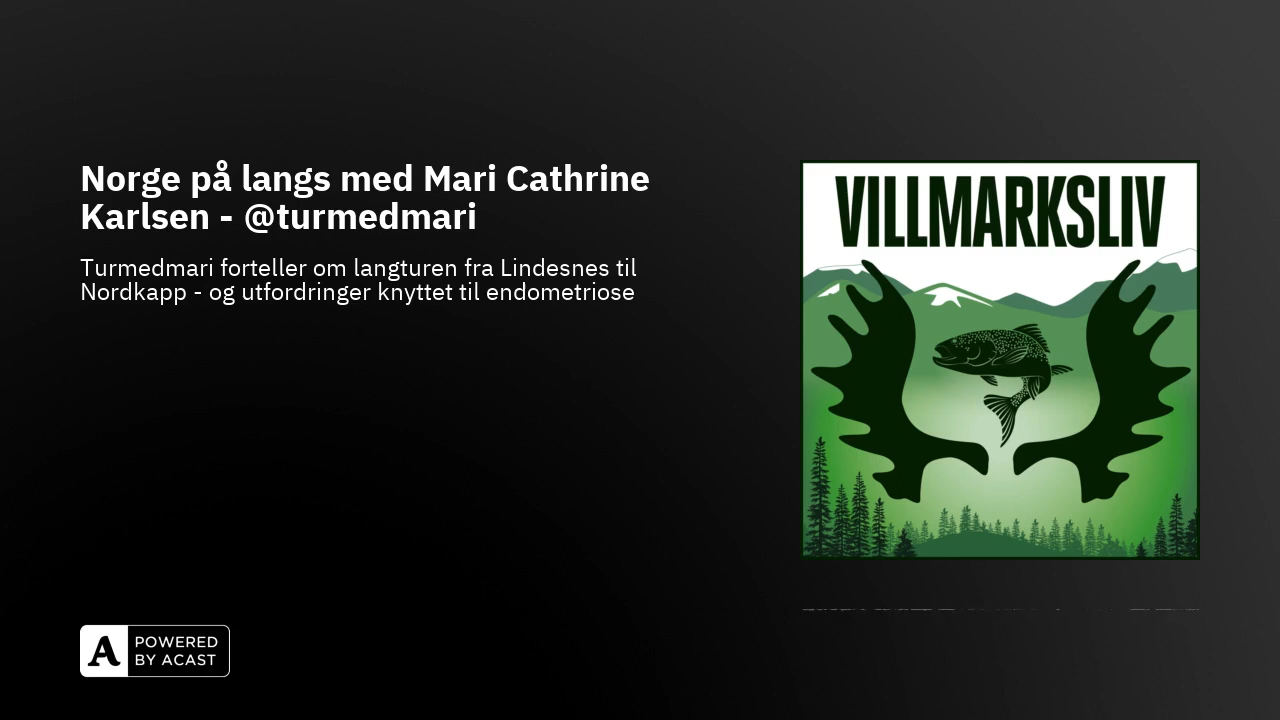 Norge på langs med Mari Cathrine
Karlsen - @turmedmari
Turmedmari forteller om langturen fra Lindesnes til
Nordkapp - og utfordringer knyttet til endometriose
VILLMARKSLIV
A POWERED
BY ACAST